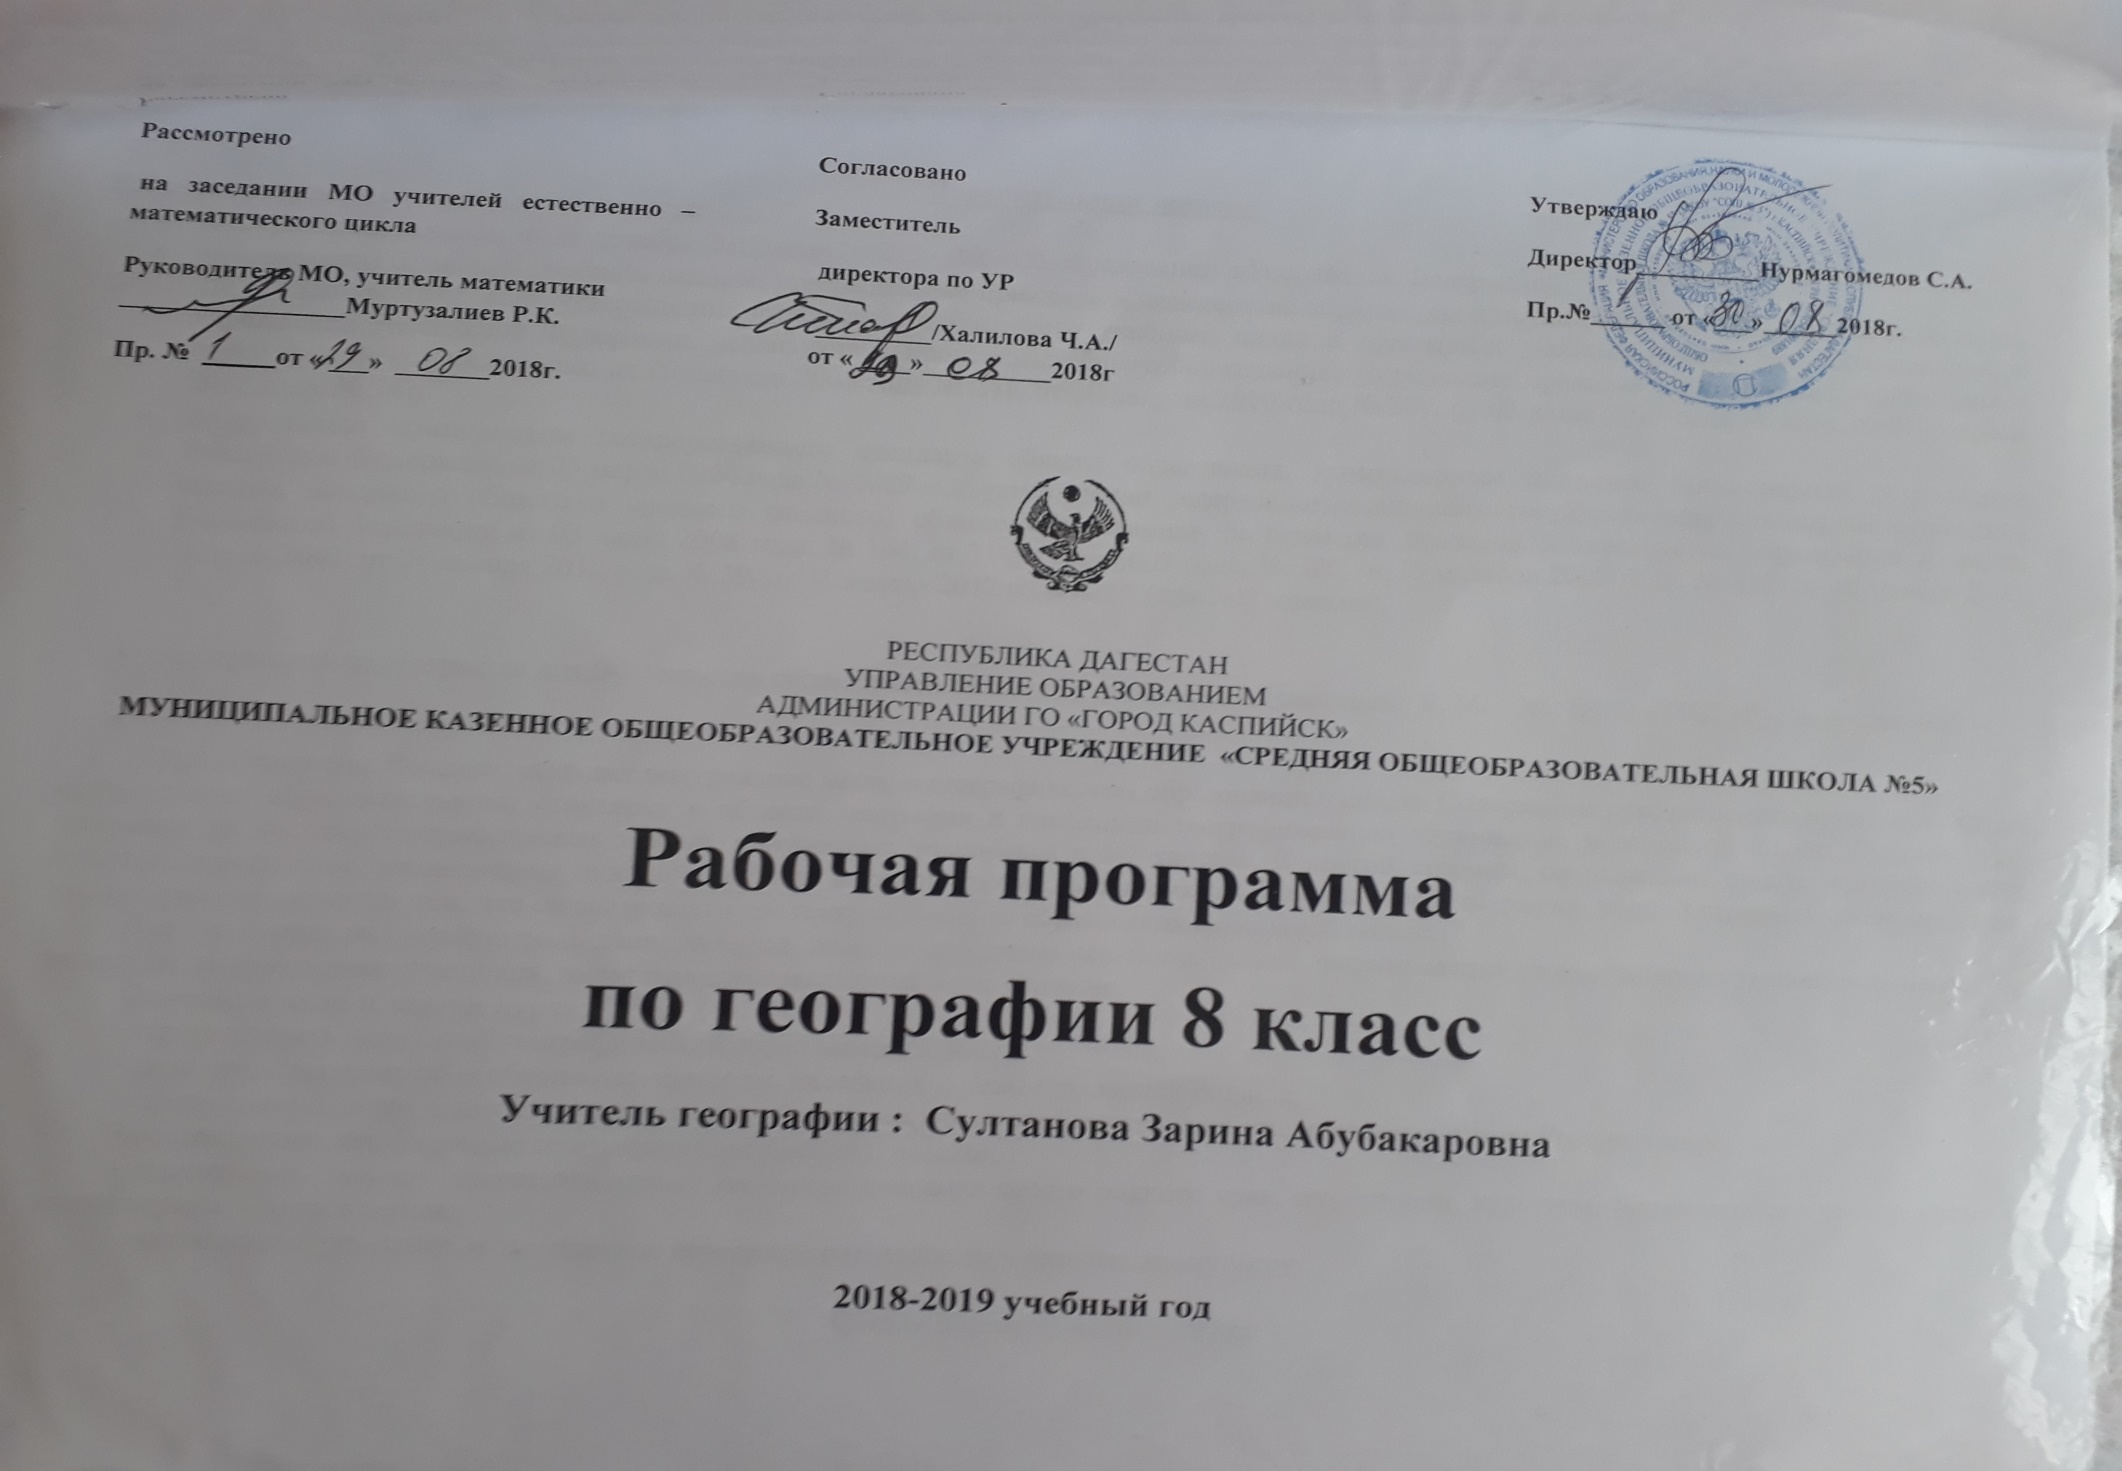 Рассмотрено
на заседании МО учителей естественно –
математического цикла
Руководитель МО, учитель математики
Муртузалиев Р.К.
Пр. № 1 от «29» 08 2018г.
Согласовано
Заместитель
директора по УР
/Халилова Ч.А./
от «29» 08 2018г
Утверждаю
Директор Нурмагомедов С.А.
Пр.№ от «30» 08 2018г.
РЕСПУБЛИКА ДАГЕСТАН
УПРАВЛЕНИЕ ОБРАЗОВАНИЕМ
АДМИНИСТРАЦИИ ГО «ГОРОД КАСПИЙСК»
МУНИЦИПАЛЬНОЕ КАЗЕННОЕ ОБЩЕОБРАЗОВАТЕЛЬНОЕ УЧРЕЖДЕНИЕ «СРЕДНЯЯ ОБЩЕОБРАЗОВАТЕЛЬНАЯ ШКОЛА №5»
Рабочая программа
по географии 8 класс
Учитель географии : Султанова Зарина Абубакаровна
2018-2019 учебный год